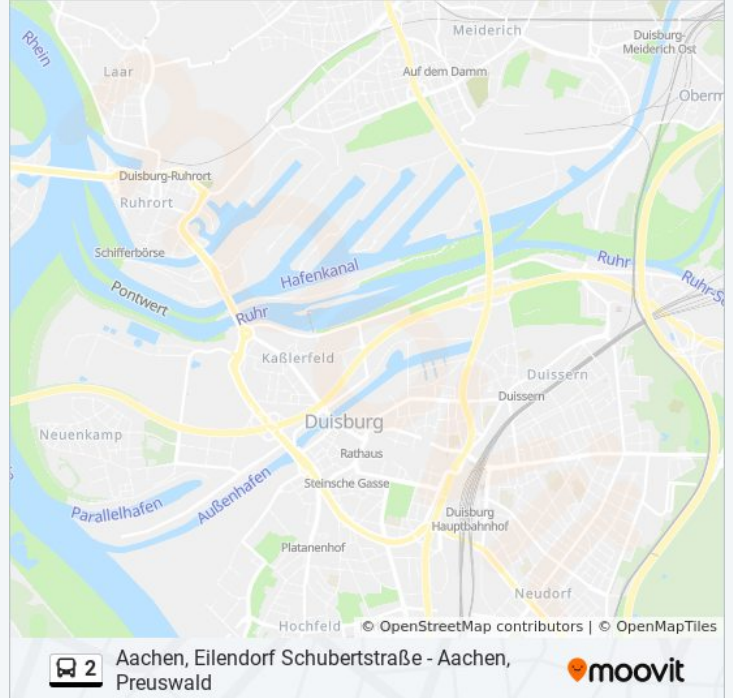 Rhein
Meiderich
Duisburg-
Meiderich Ost
Laar
Auf dem Damm
Oberm
Duisburg-Ruhrort
Ruhrort
Schifferbörse
Hafenkanal
Ruhr
Pontwert
Ruhr-S
Ruhr
Kaßlerfeld
Duissern
Duissern
Duisburg
Neuenkamp
Rathaus
Steinsche Gasse
Außenhafen
Parallelhafen
Duisburg
Hauptbahnhof
Platanenhof
Neudorf
Hochfeld
© OpenStreetMap contributors | © OpenMapTiles
2
Aachen, Eilendorf Schubertstraße - Aachen,
Preuswald
moovit